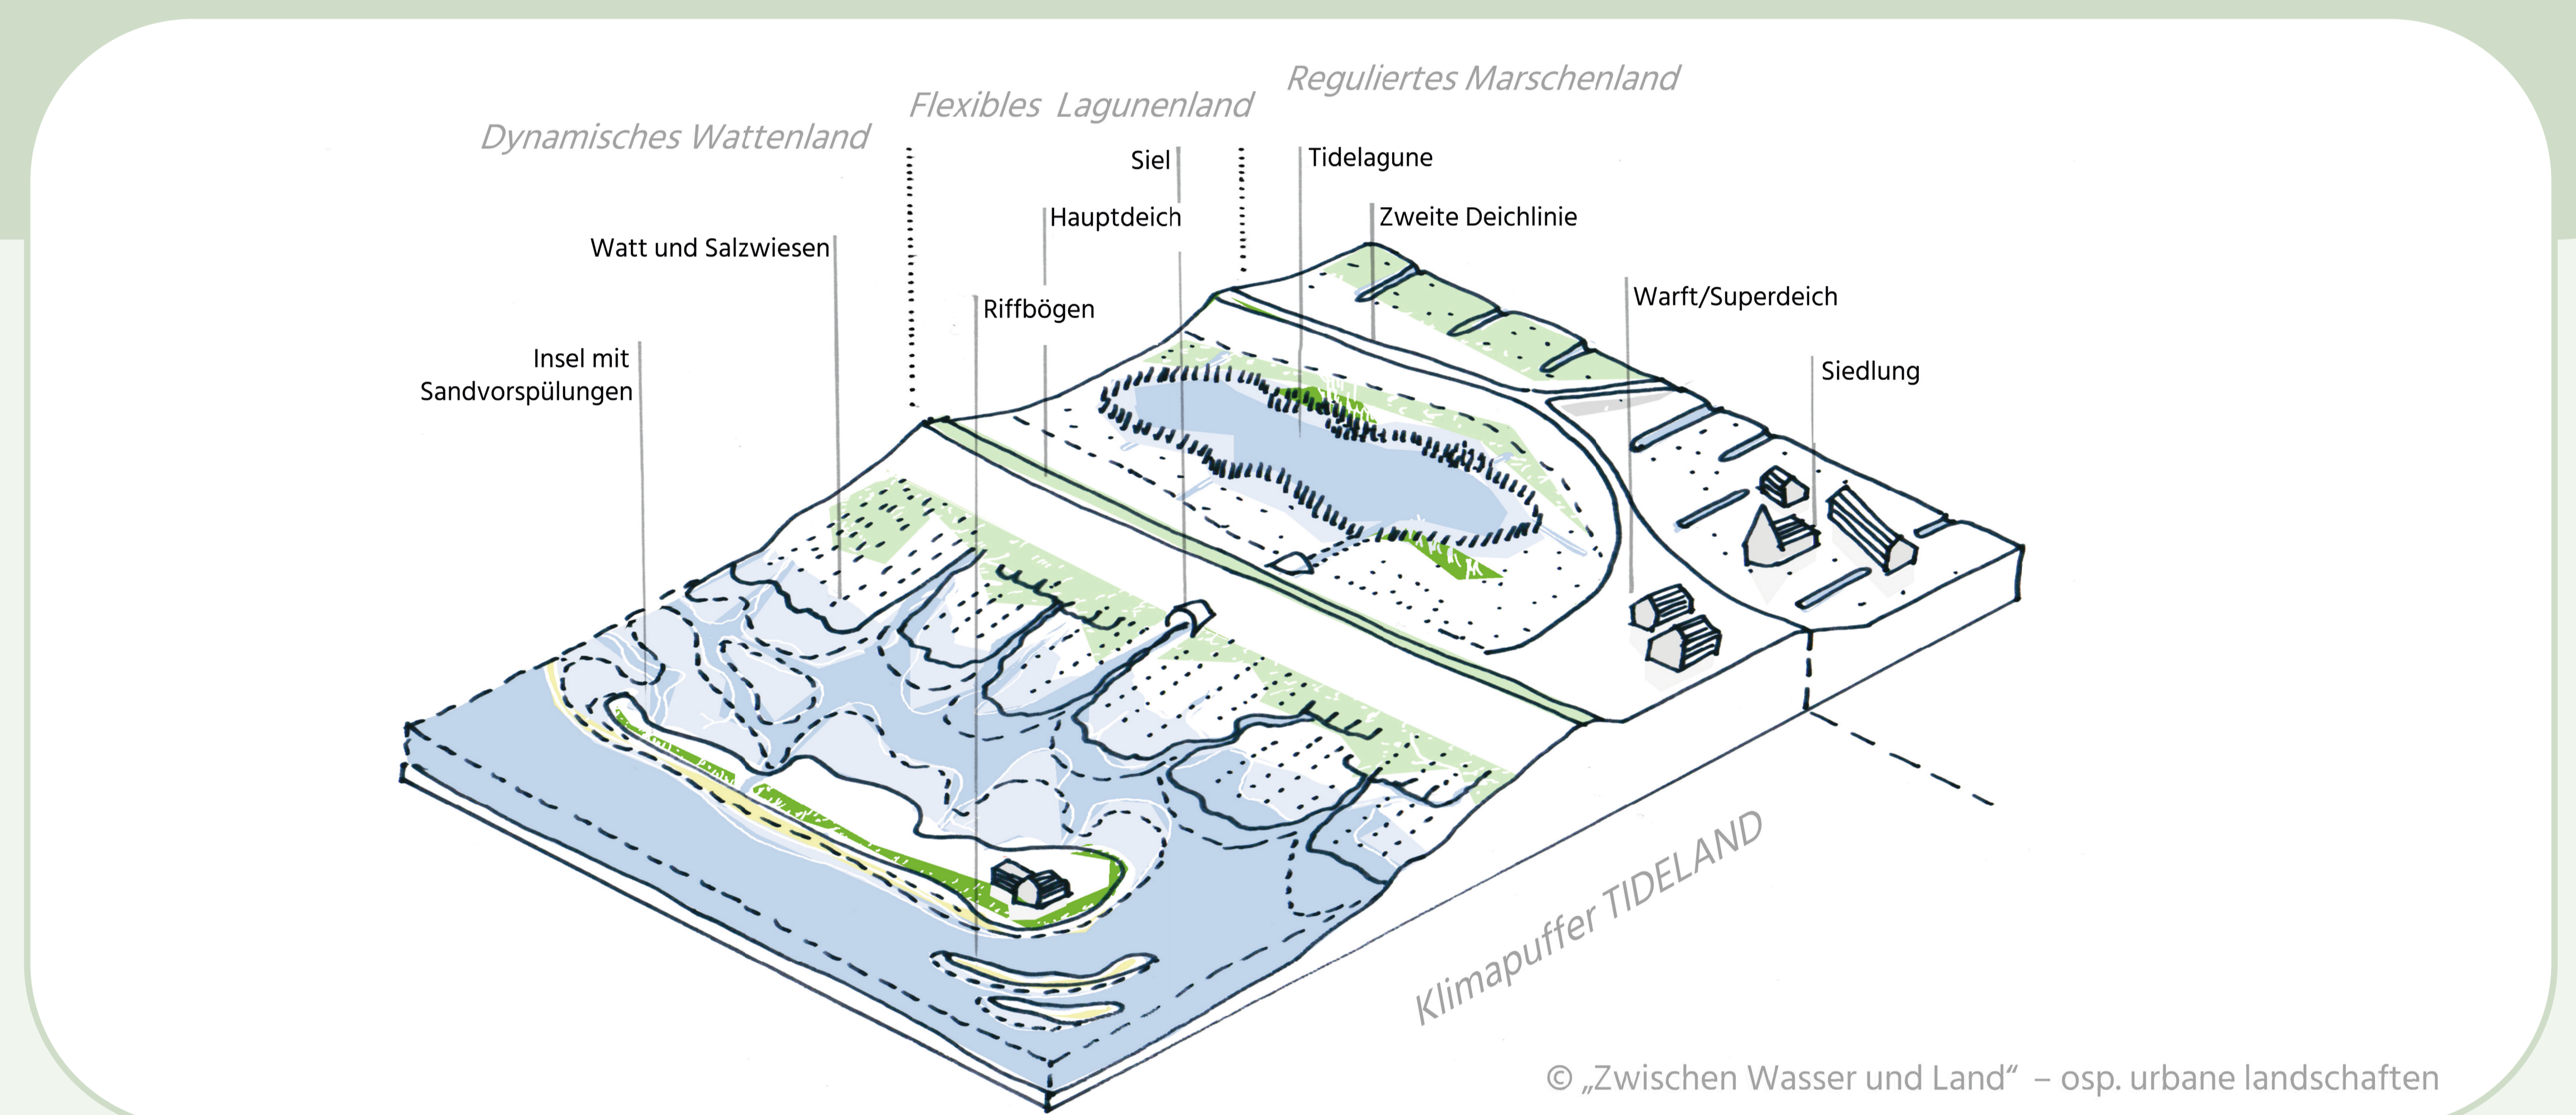 Reguliertes Marschenland
Flexibles Lagunenland
Dynamisches Wattenland
Siel
Tidelagune
Hauptdeich
Zweite Deichlinie
Watt und Salzwiesen
Riffbögen
Warft/Superdeich
Insel mit
Sandvorspülungen
Siedlung
Klimapuffer TIDELAND
© „Zwischen Wasser und Land“ – osp. urbane landschaften